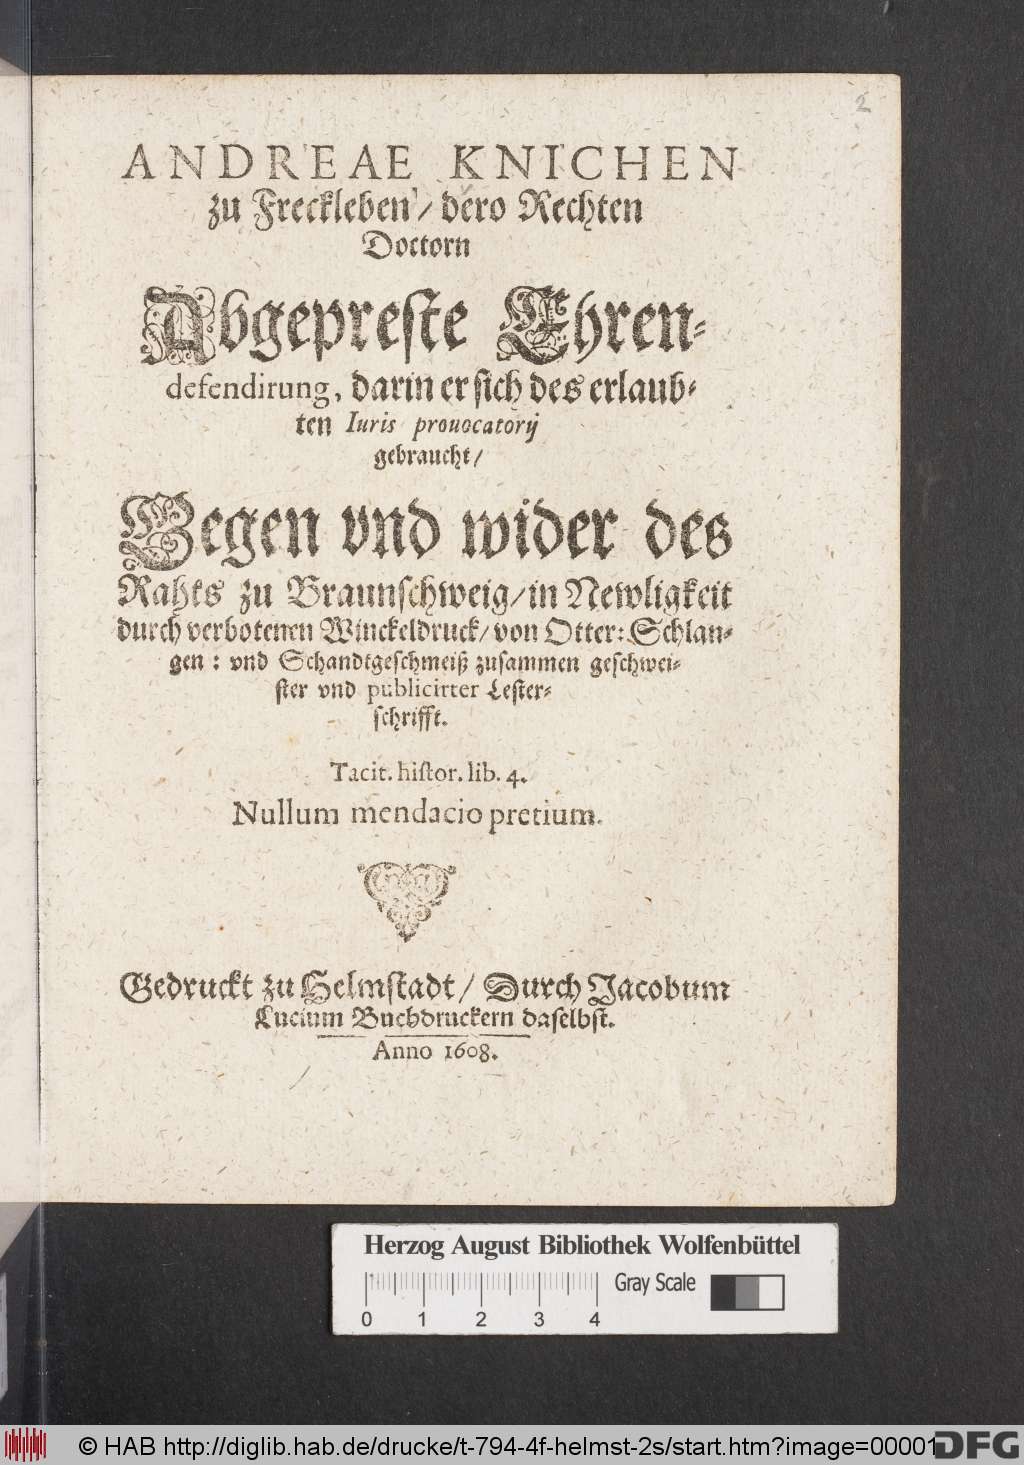 2
ANDREAE KNICHEN
zu Freckleben / dero Rechten
Doctorn
Abgepreste Ehren-
defendirung, darin er sich des erlaub-
ten Iuris prouocatorij
gebraucht /
Gegen vnd wider des
Rahts zu Braunschweig / in Newligkeit
durch verbotenen Winckeldruck / von Otter: Schlan-
gen: vnd Schandtgeschmeiß zusammen geschwei-
ster vnd publicirter Lester-
schrifft.
Tacit. histor. lib. 4.
Nullum mendacio pretium.
Gedruckt zu Helmstadt / Durch Jacobum
Lucium Buchdruckern daselbst.
Anno 1608.
Herzog August Bibliothek Wolfenbüttel
Gray Scale
0 1 2 3 4
© HAB http://diglib.hab.de/drucke/t-794-4f-helmst-2s/start.htm?image=00001
DFG